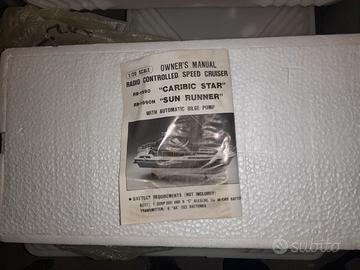 1/20 SCALE
OWNER'S MANUAL
RADIO CONTROLLED SPEED CRUISER
RB-1990 "CARIBIC STAR"
RB-1990N "SUN RUNNER"
WITH AUTOMATIC BILGE PUMP
BATTERY REQUIREMENTS (NOT INCLUDED)
BATTERIES
subito